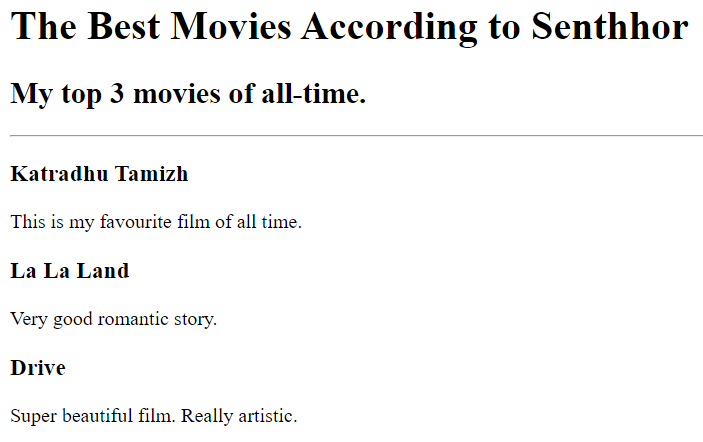 The Best Movies According to Senthhor
My top 3 movies of all-time.
Katradhu Tamizh
This is my favourite film of all time.
La La Land
Very good romantic story.
Drive
Super beautiful film. Really artistic.